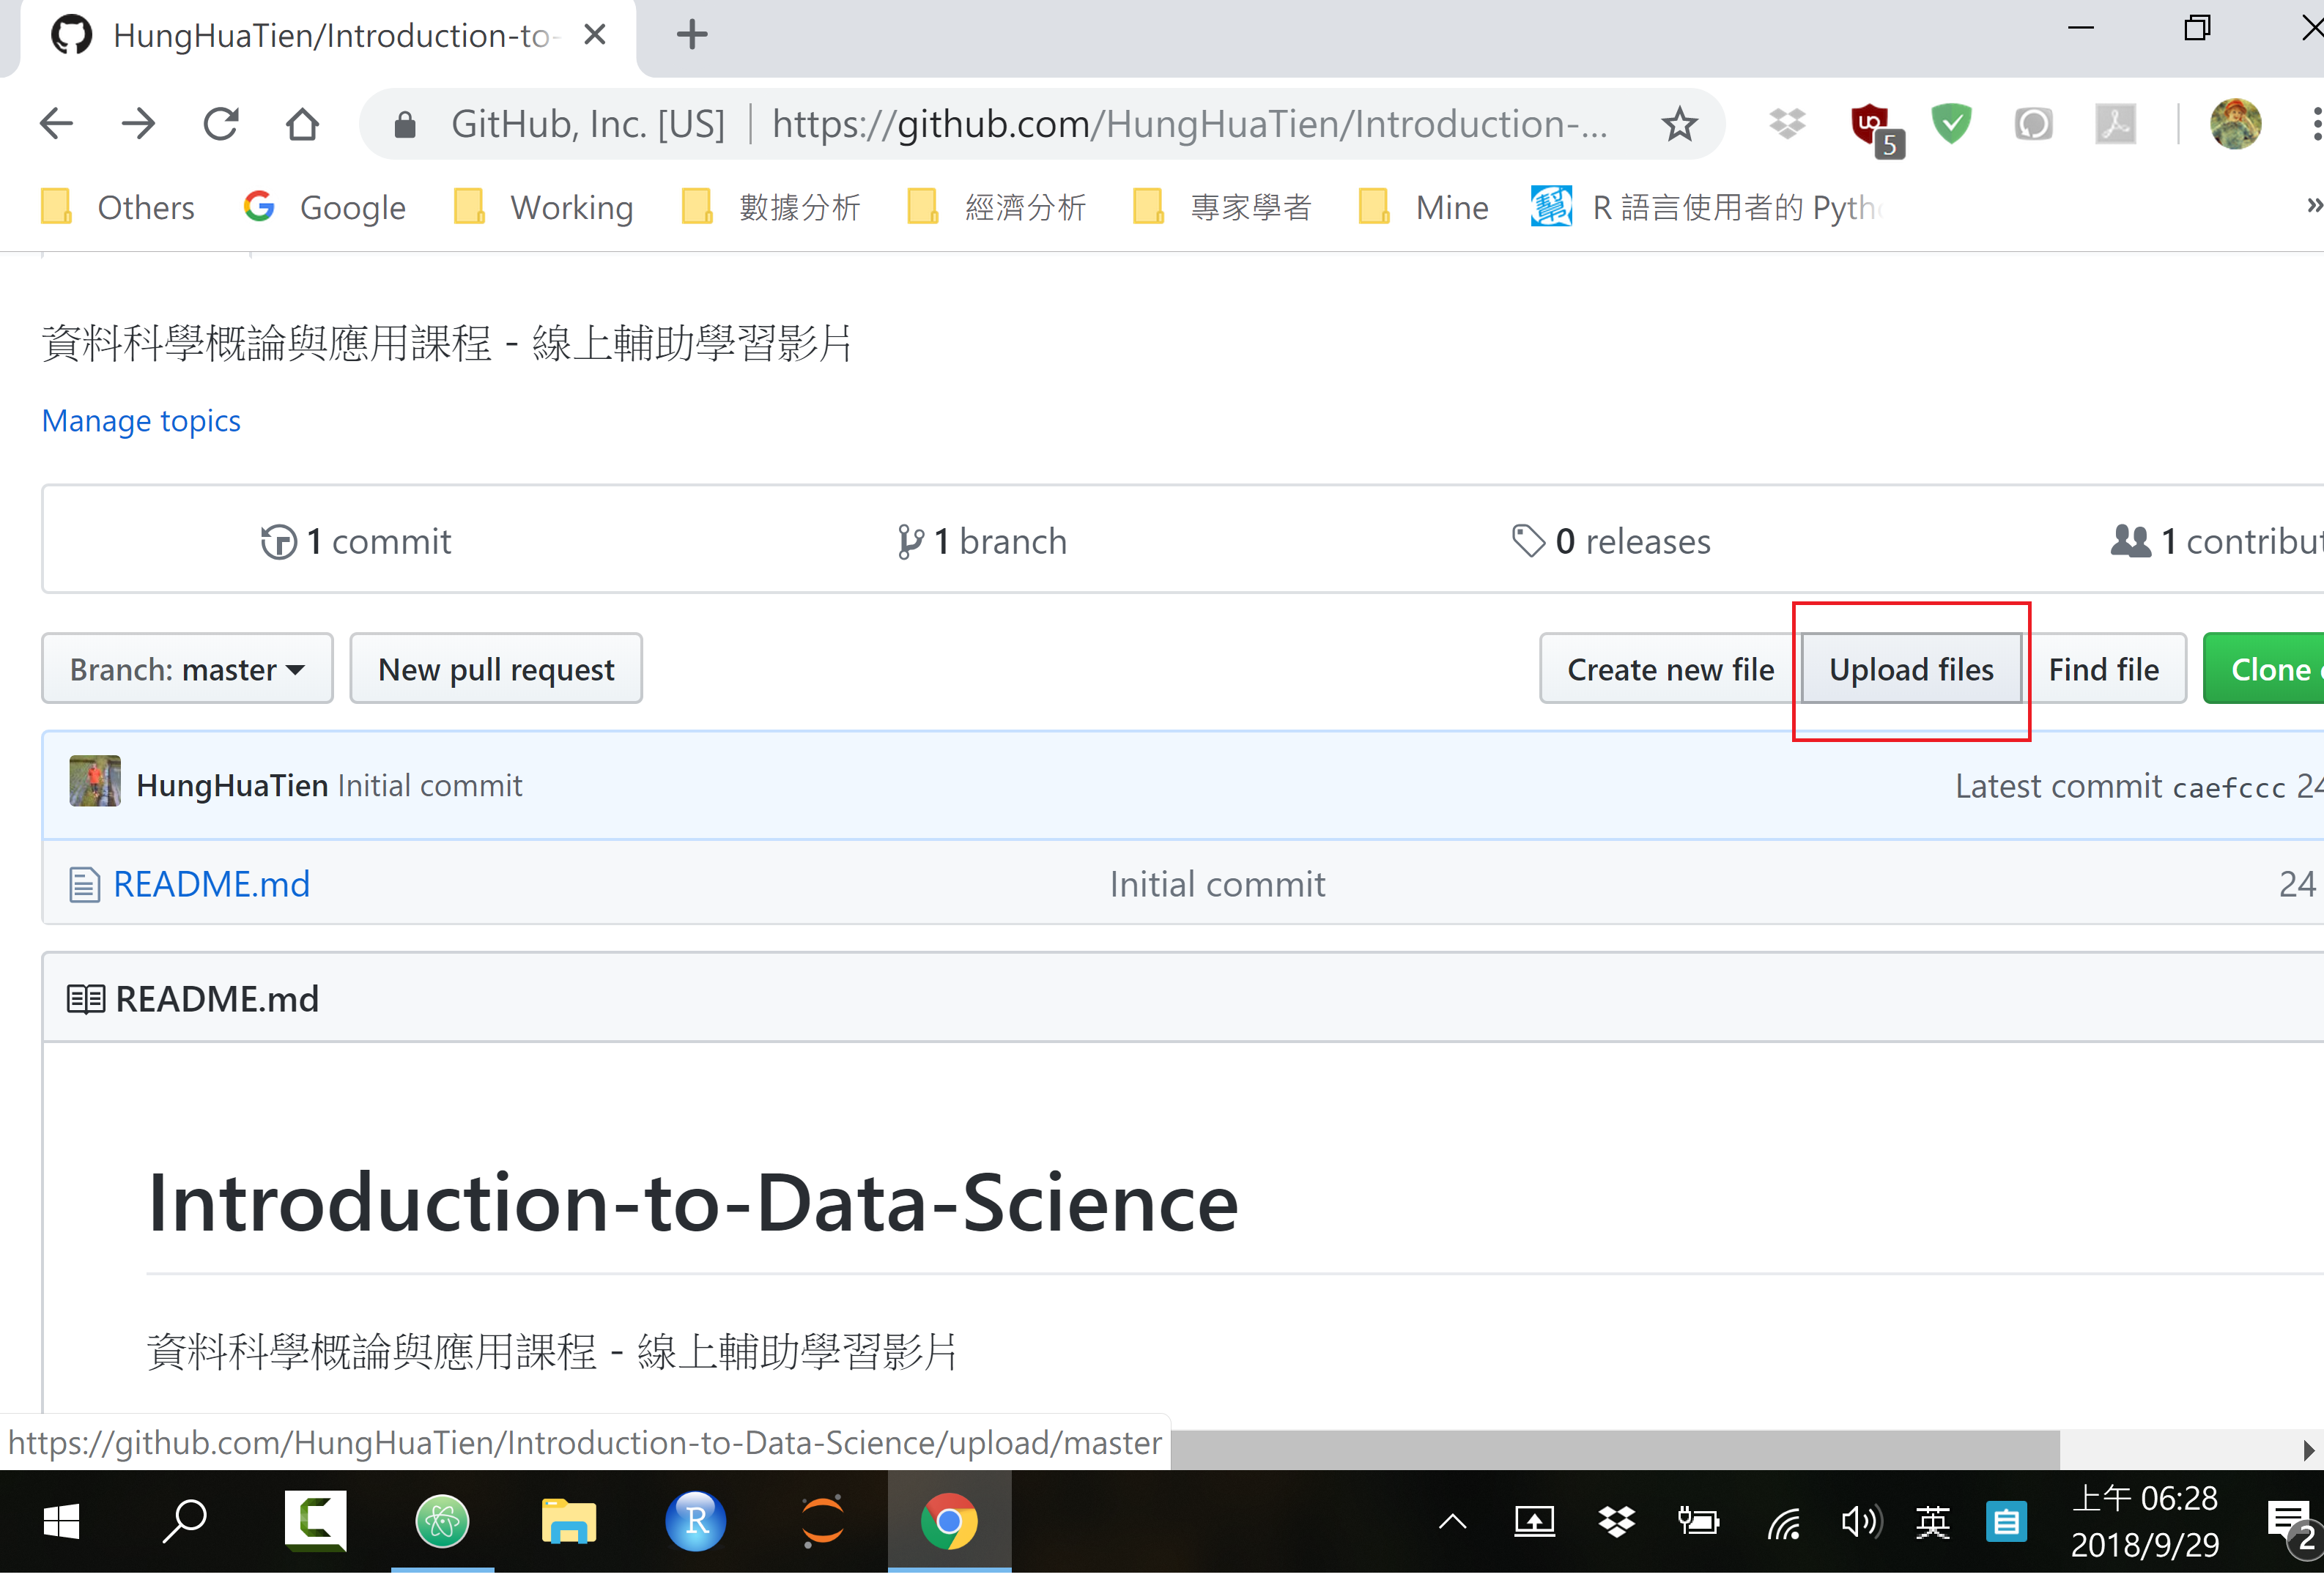 HungHuaTien/Introduction-to-
GitHub, Inc. [US] | https://github.com/HungHuaTien/Introduction-...
UD 5
Others Google Working 數據分析 經濟分析 專家學者 Mine 幫 R 語言使用者的 Pyth
資料科學概論與應用課程 - 線上輔助學習影片
Manage topics
1 commit 1 branch 0 releases 1 contribut
Branch: master New pull request Create new file Upload files Find file Clone
HungHuaTien Initial commit Latest commit caefccc 24
README.md Initial commit 24
README.md
Introduction-to-Data-Science
資料科學概論與應用課程 - 線上輔助學習影片
https://github.com/HungHuaTien/Introduction-to-Data-Science/upload/master
C R 英 上午 06:28
2018/9/29 2